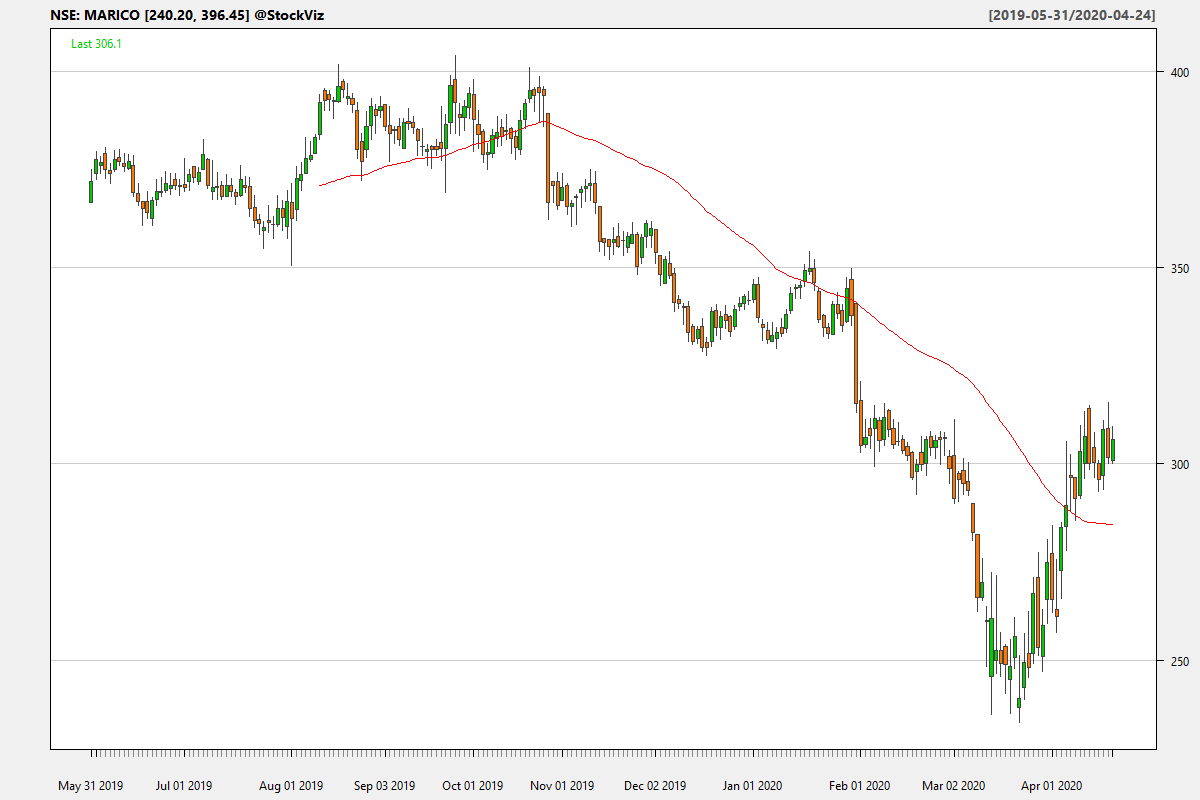 NSE: MARICO [240.20, 396.45] @StockViz
[2019-05-31/2020-04-24]
Last 306.1
400
350
300
250
May 31 2019 Jul 01 2019 Aug 01 2019 Sep 03 2019 Oct 01 2019 Nov 01 2019 Dec 02 2019 Jan 01 2020 Feb 01 2020 Mar 02 2020 Apr 01 2020